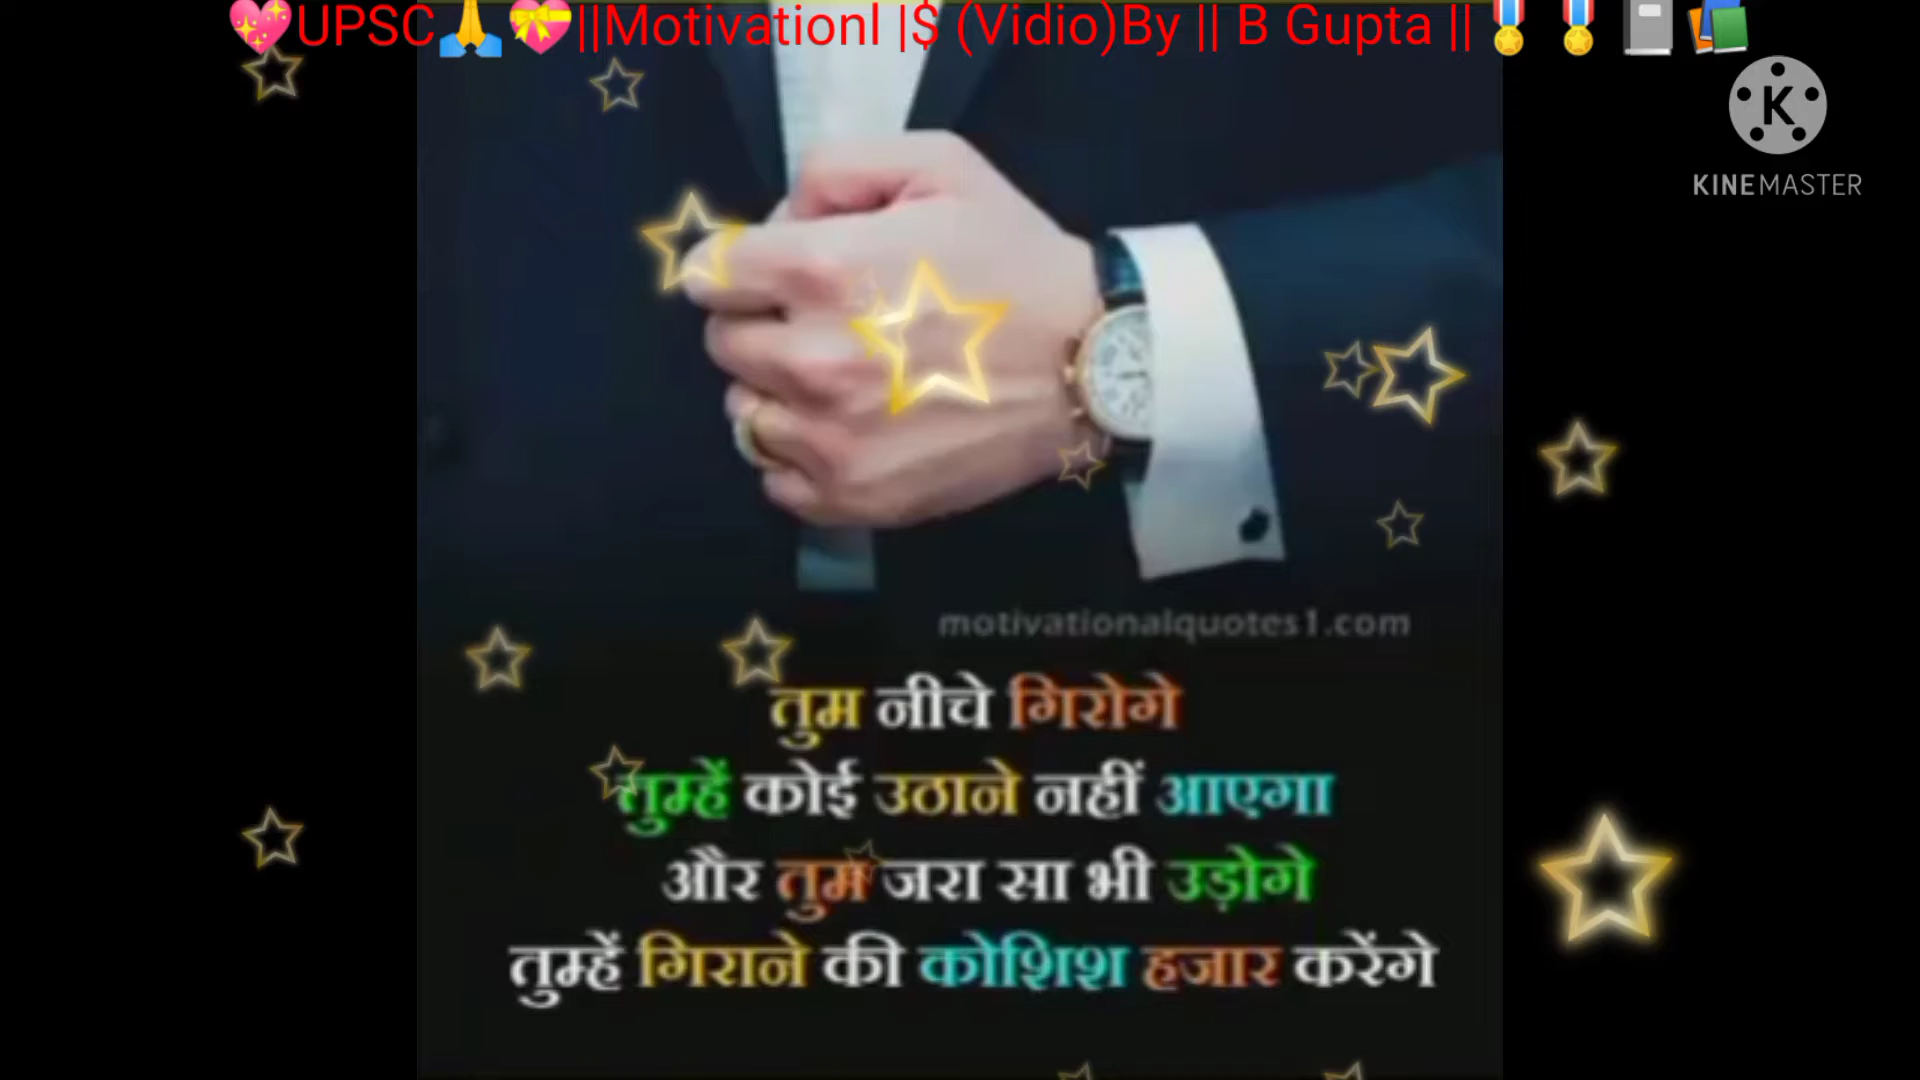 💖UPSC🙏💝||Motivationl |$ (Vidio)By || B Gupta ||🏅🏅📓📚
KINEMASTER
motivationalquotes1.com
तुम नीचे गिरोगे
तुम्हें कोई उठाने नहीं आएगा
और तुम जरा सा भी उड़ोगे
तुम्हें गिराने की कोशिश हजार करेंगे